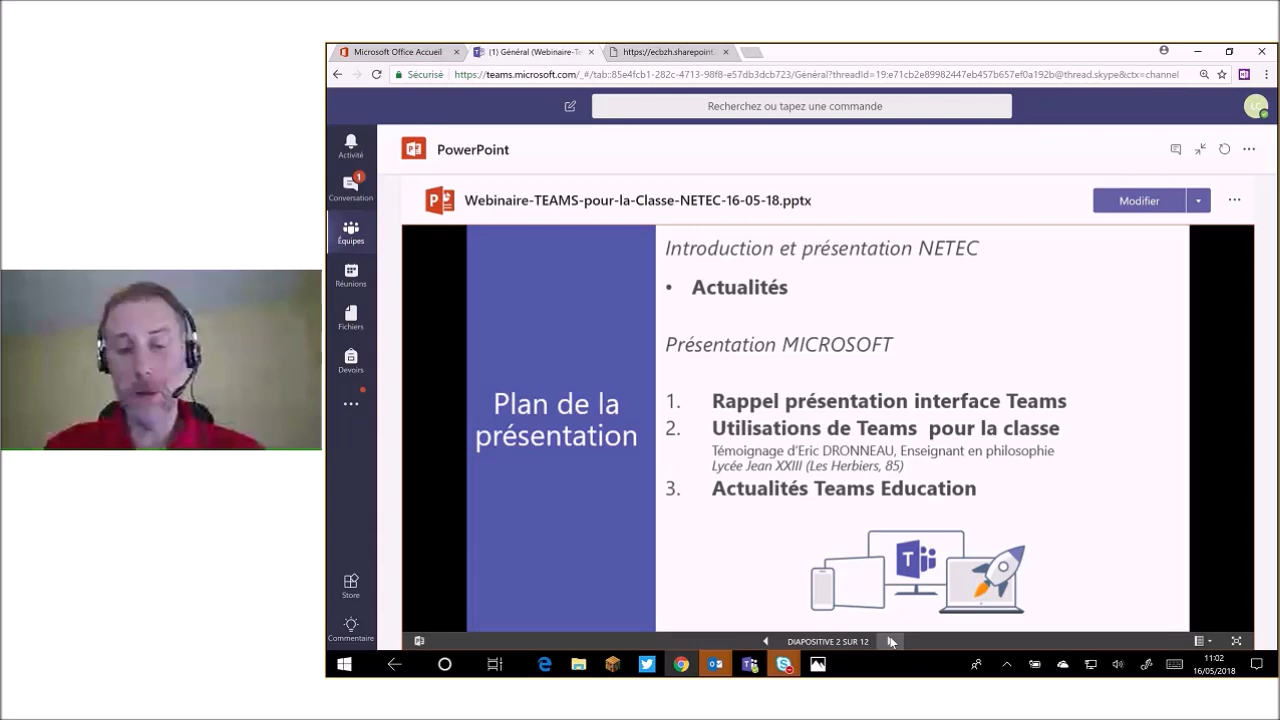 Microsoft Office Accueil
(1) Général (Webinaire-Te
https://ecbzh.sharepoint.
Sécurisé
https://teams.microsoft.com/_#/tab::85e4fcb1-282c-4713-98f8-e57db3dcb723/Général?threadId=19:e71cb2e89982447eb457b657ef0a192b@thread.skype&ctx=channel
Recherchez ou tapez une commande
LC
Activité
1
Conversation
Équipes
Réunions
Fichiers
Devoirs
Store
Commentaire
PowerPoint
Webinaire-TEAMS-pour-la-Classe-NETEC-16-05-18.pptx
Modifier
Plan de la
présentation
Introduction et présentation NETEC
• Actualités
Présentation MICROSOFT
1. Rappel présentation interface Teams
2. Utilisations de Teams pour la classe
Témoignage d'Eric DRONNEAU, Enseignant en philosophie
Lycée Jean XXIII (Les Herbiers, 85)
3. Actualités Teams Education
T
DIAPOSITIVE 2 SUR 12
11:02
16/05/2018